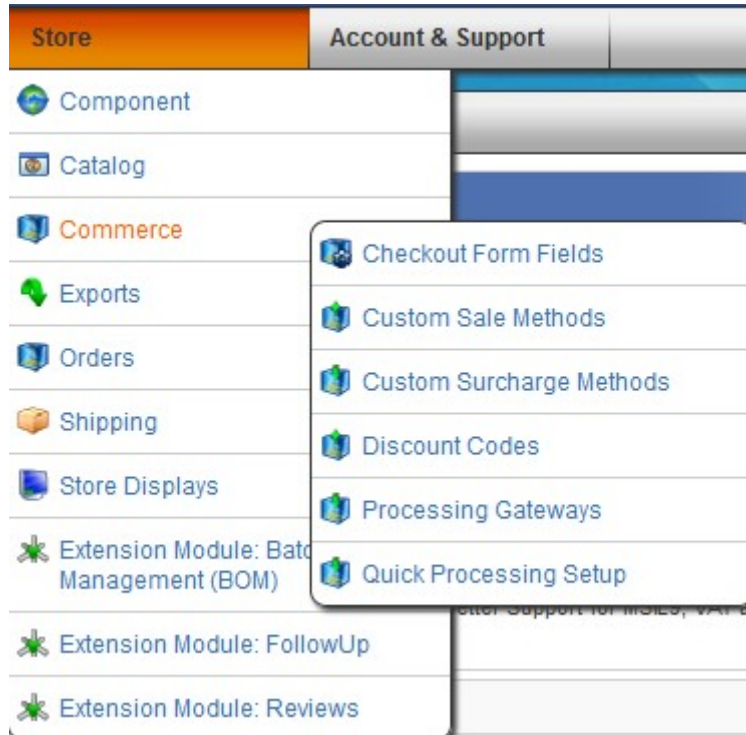 Store
Account & Support
Component
Catalog
Commerce
Exports
Orders
Shipping
Store Displays
Extension Module:
Management (BOM)
Extension Module: FollowUp
Extension Module: Reviews
Checkout Form Fields
Custom Sale Methods
Custom Surcharge Methods
Discount Codes
Processing Gateways
Quick Processing Setup